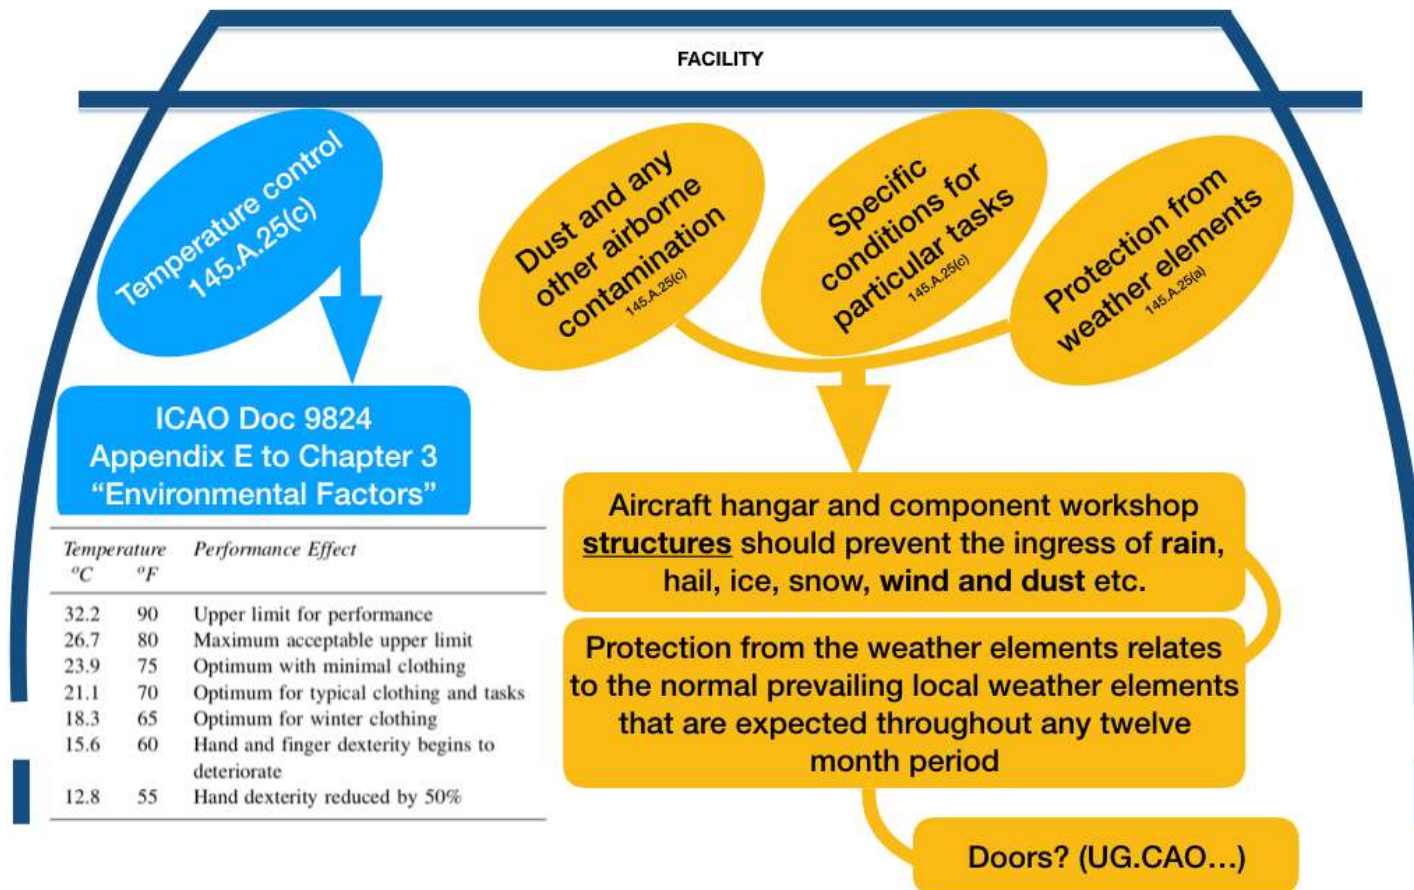 FACILITY
Temperature control
145.A.25(c)
Dust and any
other airborne
contamination
145.A.25(c)
Specific
conditions for
particular tasks
145.A.25(c)
Protection from
weather elements
145.A.25(a)
ICAO Doc 9824
Appendix E to Chapter 3
“Environmental Factors”
Temperature Performance Effect
°C °F
32.2 90 Upper limit for performance
26.7 80 Maximum acceptable upper limit
23.9 75 Optimum with minimal clothing
21.1 70 Optimum for typical clothing and tasks
18.3 65 Optimum for winter clothing
15.6 60 Hand and finger dexterity begins to
deteriorate
12.8 55 Hand dexterity reduced by 50%
Aircraft hangar and component workshop
structures should prevent the ingress of rain,
hail, ice, snow, wind and dust etc.
Protection from the weather elements relates
to the normal prevailing local weather elements
that are expected throughout any twelve
month period
Doors? (UG.CAO…)